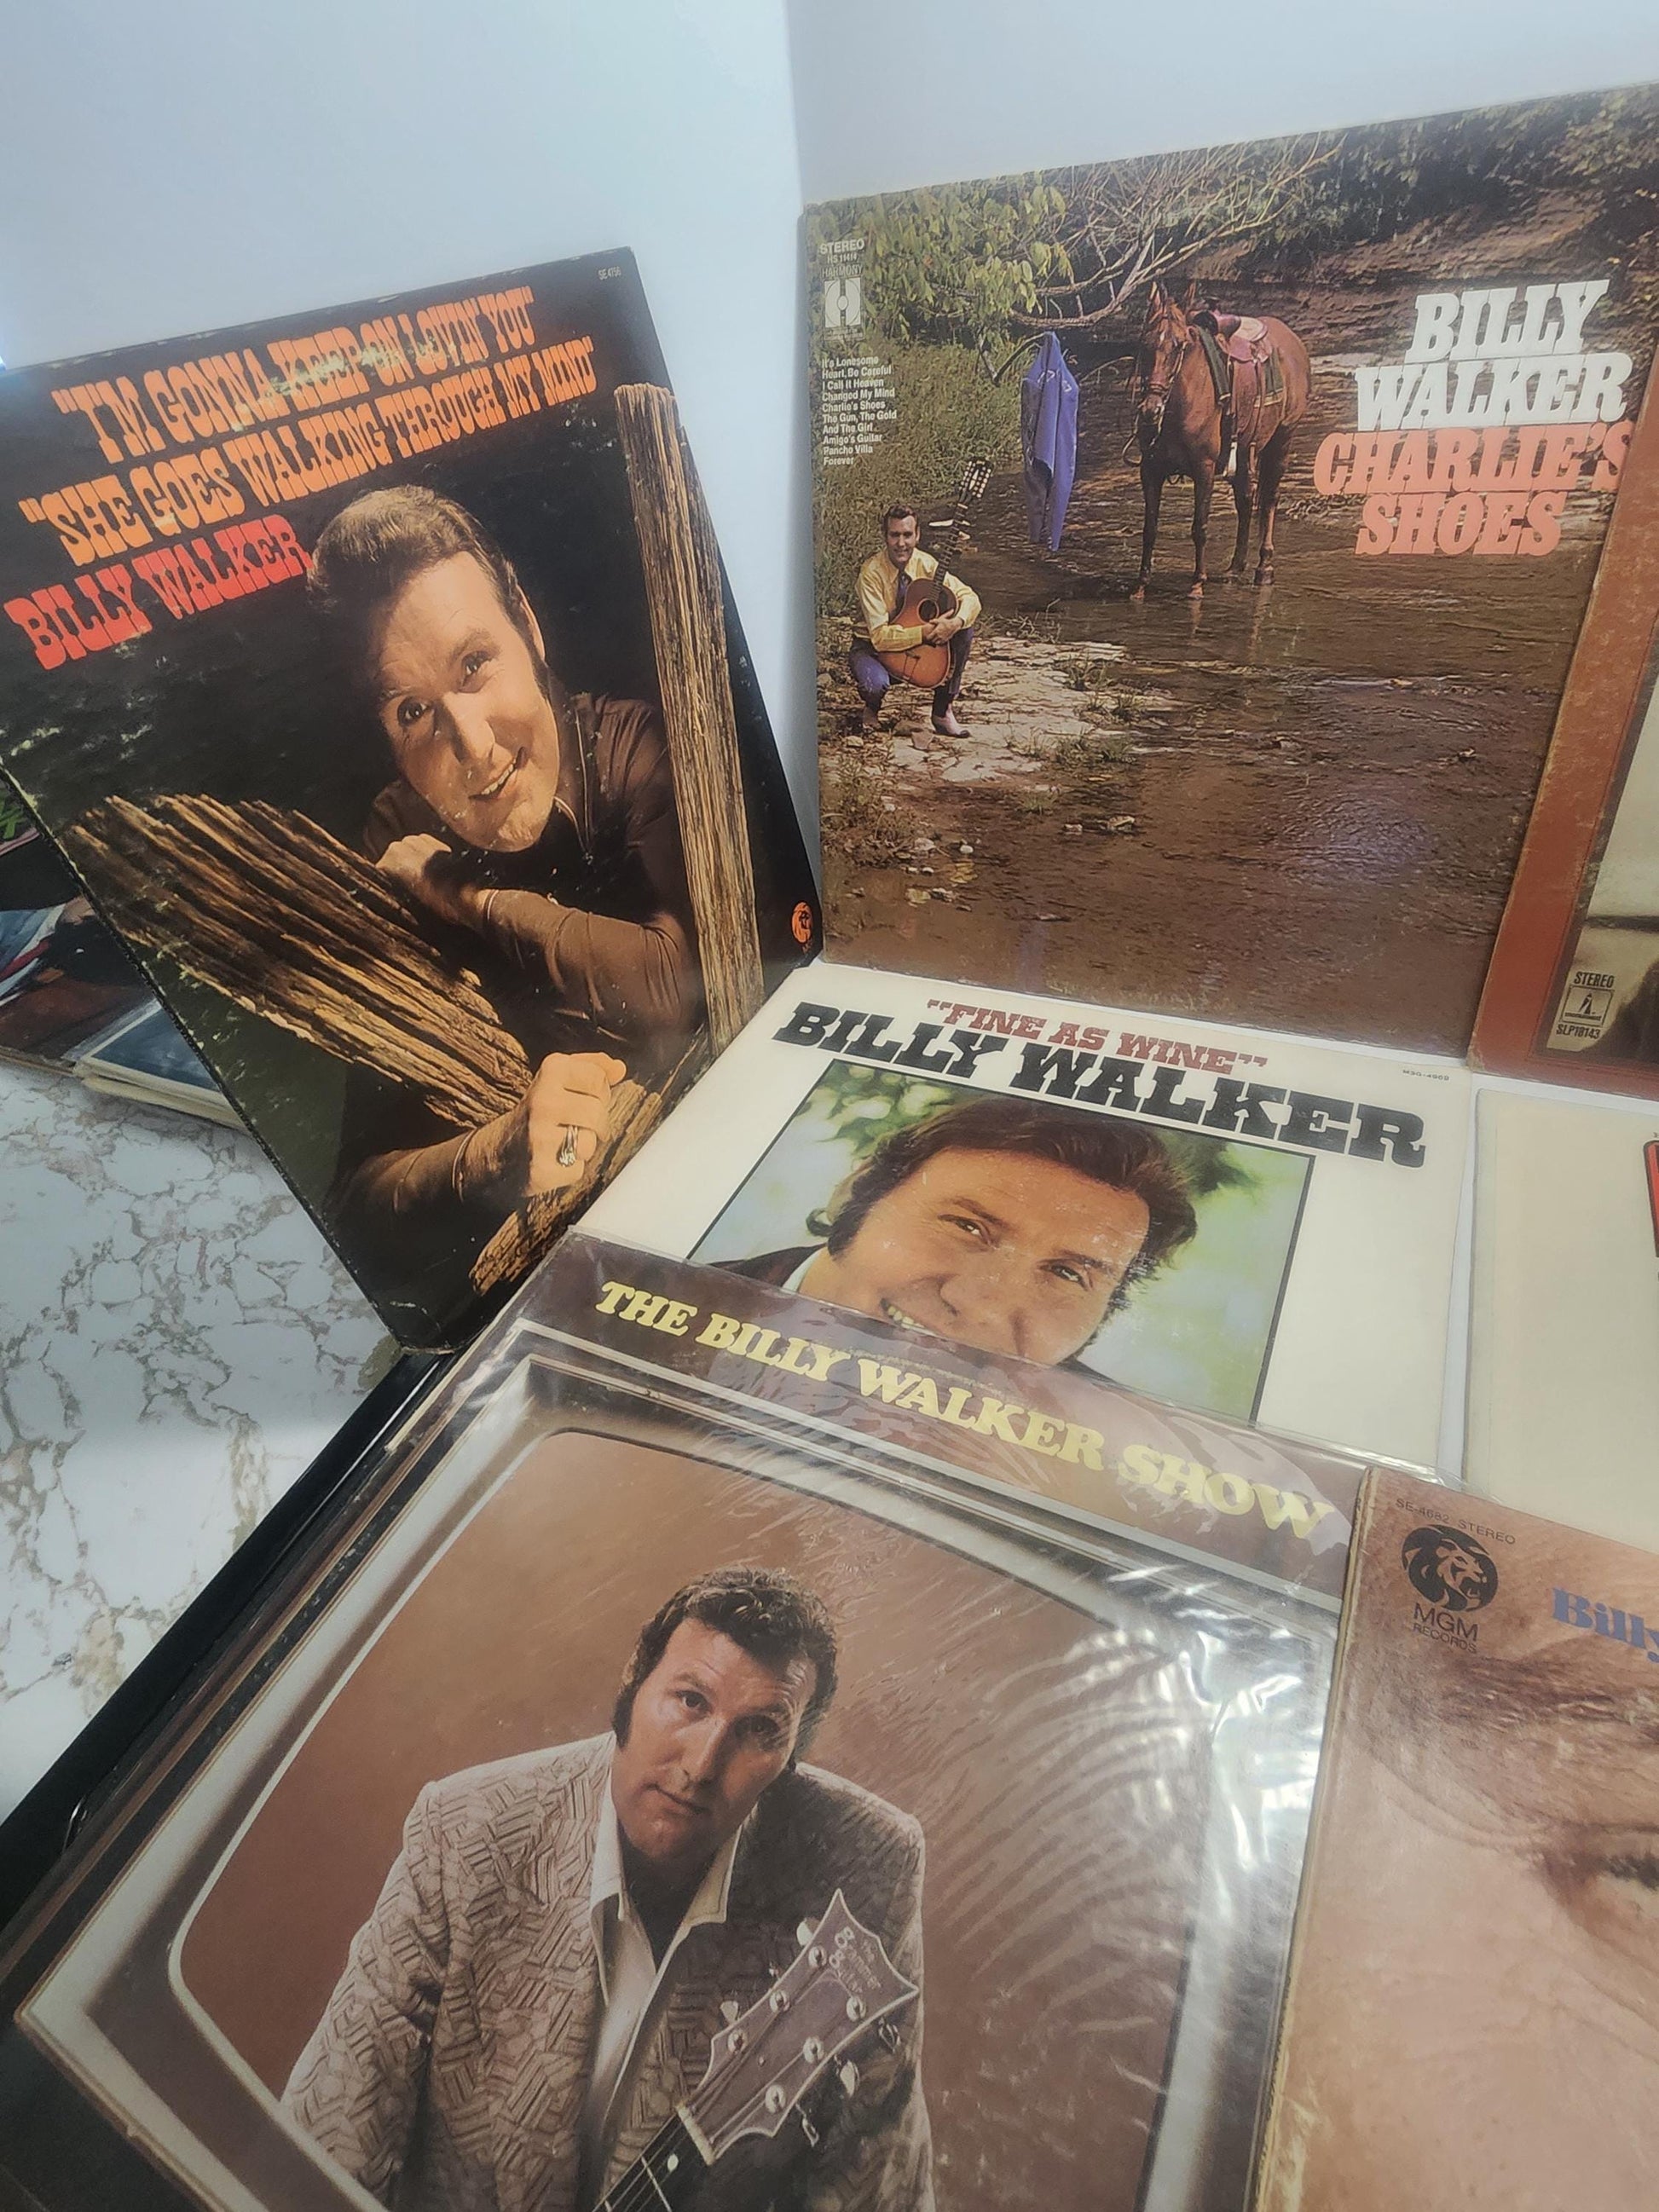 SE 4756
"I'M GONNA KEEP ON LOVIN' YOU"
"SHE GOES WALKING THROUGH MY MIND"
BILLY WALKER
STEREO
HS 11414
HARMONY
It's Lonesome
Heart, Be Careful
I Call It Heaven
Changed My Mind
Charlie's Shoes
The Gun, The Gold
And The Girl
Amigo's Guitar
Pancho Villa
Forever
BILLY
WALKER
CHARLIE'S
SHOES
STEREO
SLP18143
"FINE AS WINE"
BILLY WALKER
M3G-4969
THE BILLY WALKER SHOW
SE-4682 STEREO
MGM
RECORDS
Billy